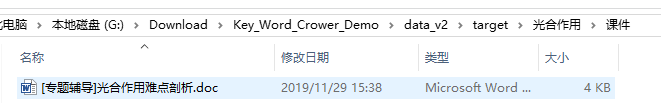 此电脑 › 本地磁盘 (G:) › Download › Key_Word_Crower_Demo › data_v2 › target › 光合作用 › 课件
名称 修改日期 类型 大小
[专题辅导]光合作用难点剖析.doc 2019/11/29 15:38 Microsoft Word ... 4 KB